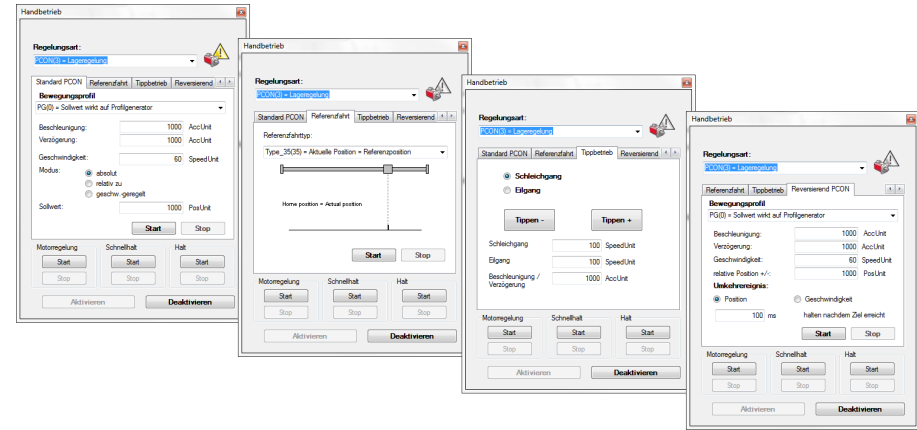 Handbetrieb
Regelungsart:
PCON(3) = Lageregelung
Standard PCON Referenzfahrt Tippbetrieb Reversierend
Bewegungsprofil
PG(0) = Sollwert wirkt auf Profilgenerator
Beschleunigung: 1000 AccUnit
Verzögerung: 1000 AccUnit
Geschwindigkeit: 60 SpeedUnit
Modus: absolut
relativ zu
geschw.-geregelt
Sollwert: 1000 PosUnit
Start Stop
Motorregelung Schnellhalt Halt
Start Start Start
Stop Stop Stop
Aktivieren Deaktivieren
Handbetrieb
Regelungsart:
PCON(3) = Lageregelung
Standard PCON Referenzfahrt Tippbetrieb Reversierend
Referenzfahrttyp:
Type_35(35) = Aktuelle Position = Referenzposition
Home position = Actual position
Start Stop
Motorregelung Schnellhalt Halt
Start Start Start
Stop Stop Stop
Aktivieren Deaktivieren
Handbetrieb
Regelungsart:
PCON(3) = Lageregelung
Standard PCON Referenzfahrt Tippbetrieb Reversierend
Schleichgang
Eilgang
Tippen - Tippen +
Schleichgang 100 SpeedUnit
Eilgang 100 SpeedUnit
Beschleunigung / 1000 AccUnit
Verzögerung
Motorregelung Schnellhalt Halt
Start Start Start
Stop Stop Stop
Aktivieren Deaktivieren
Handbetrieb
Regelungsart:
PCON(3) = Lageregelung
Referenzfahrt Tippbetrieb Reversierend PCON
Bewegungsprofil
PG(0) = Sollwert wirkt auf Profilgenerator
Beschleunigung: 1000 AccUnit
Verzögerung: 1000 AccUnit
Geschwindigkeit: 60 SpeedUnit
relative Position +/-: 1000 PosUnit
Umkehrereignis:
Position Geschwindigkeit
100 ms halten nachdem Ziel erreicht
Start Stop
Motorregelung Schnellhalt Halt
Start Start Start
Stop Stop Stop
Aktivieren Deaktivieren